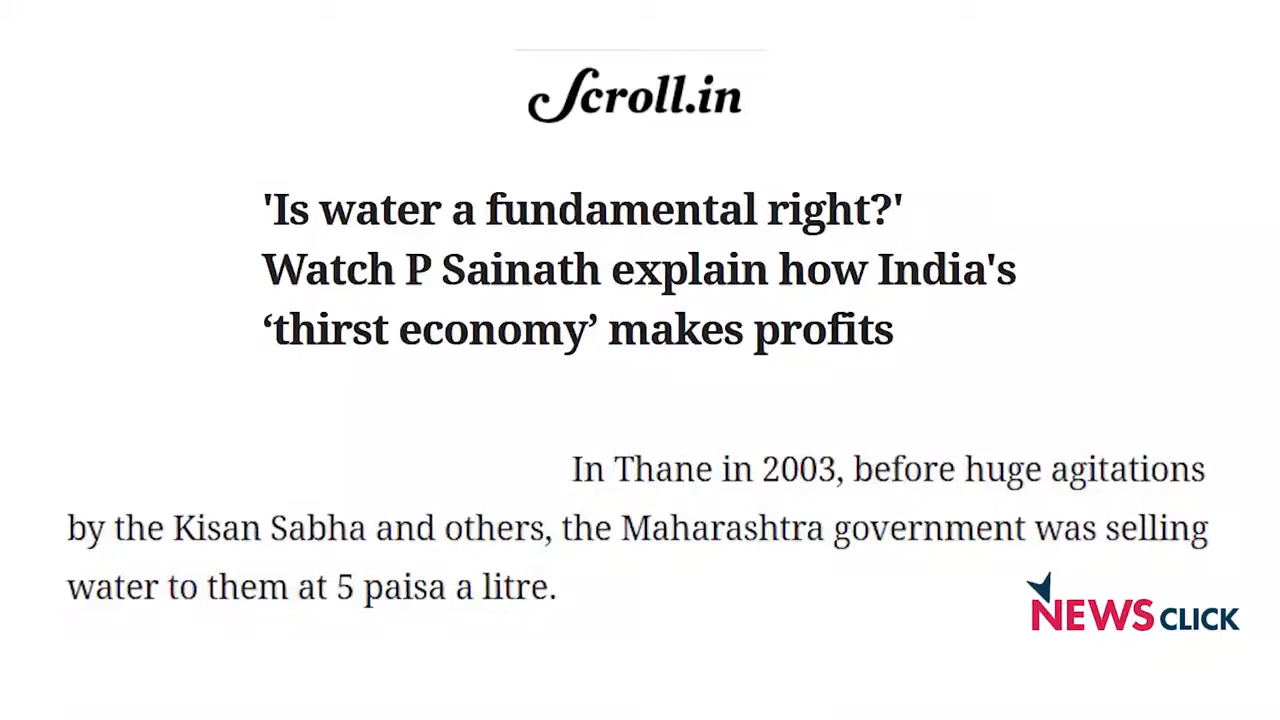 Scroll.in
'Is water a fundamental right?'
Watch P Sainath explain how India's
‘thirst economy’ makes profits
In Thane in 2003, before huge agitations
by the Kisan Sabha and others, the Maharashtra government was selling
water to them at 5 paisa a litre.
NEWS CLICK